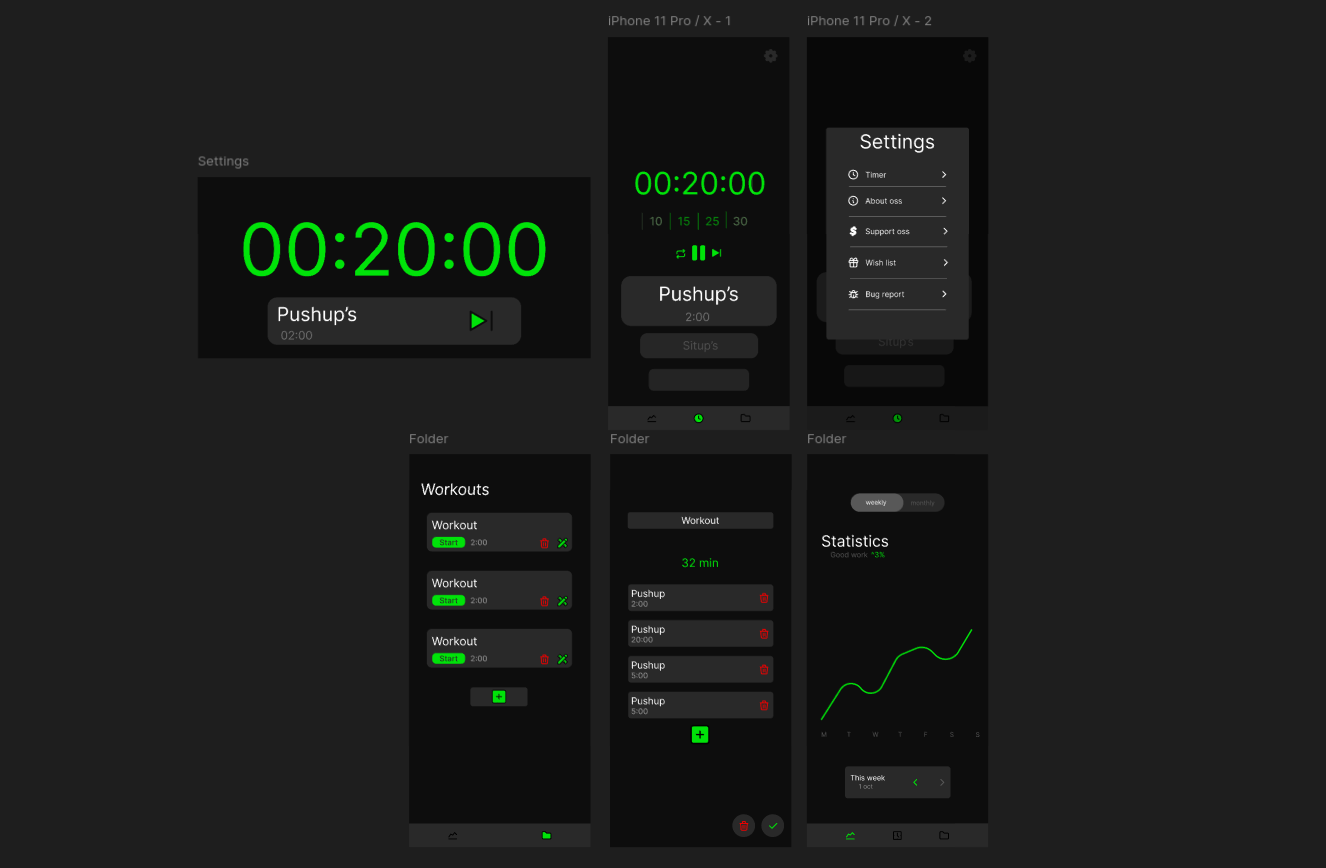 iPhone 11 Pro / X - 1
iPhone 11 Pro / X - 2
Settings
00:20:00
Pushup’s
02:00
00:20:00
10 15 25 30
Pushup’s
2:00
Situp’s
Settings
Timer
About oss
Support oss
Wish list
Bug report
Situp’s
Folder
Workouts
Workout
Start 2:00
Workout
Start 2:00
Workout
Start 2:00
Folder
Workout
32 min
Pushup
2:00
Pushup
20:00
Pushup
5:00
Pushup
5:00
Folder
weekly monthly
Statistics
Good work ^3%
M T W T F S S
This week
1 oct